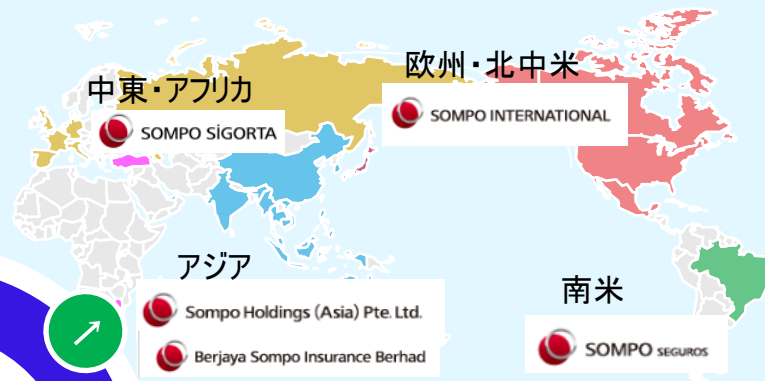 欧州・北中米
中東・アフリカ
SOMPO INTERNATIONAL
SOMPO SİGORTA
アジア
南米
Sompo Holdings (Asia) Pte. Ltd.
SOMPO SEGUROS
Berjaya Sompo Insurance Berhad